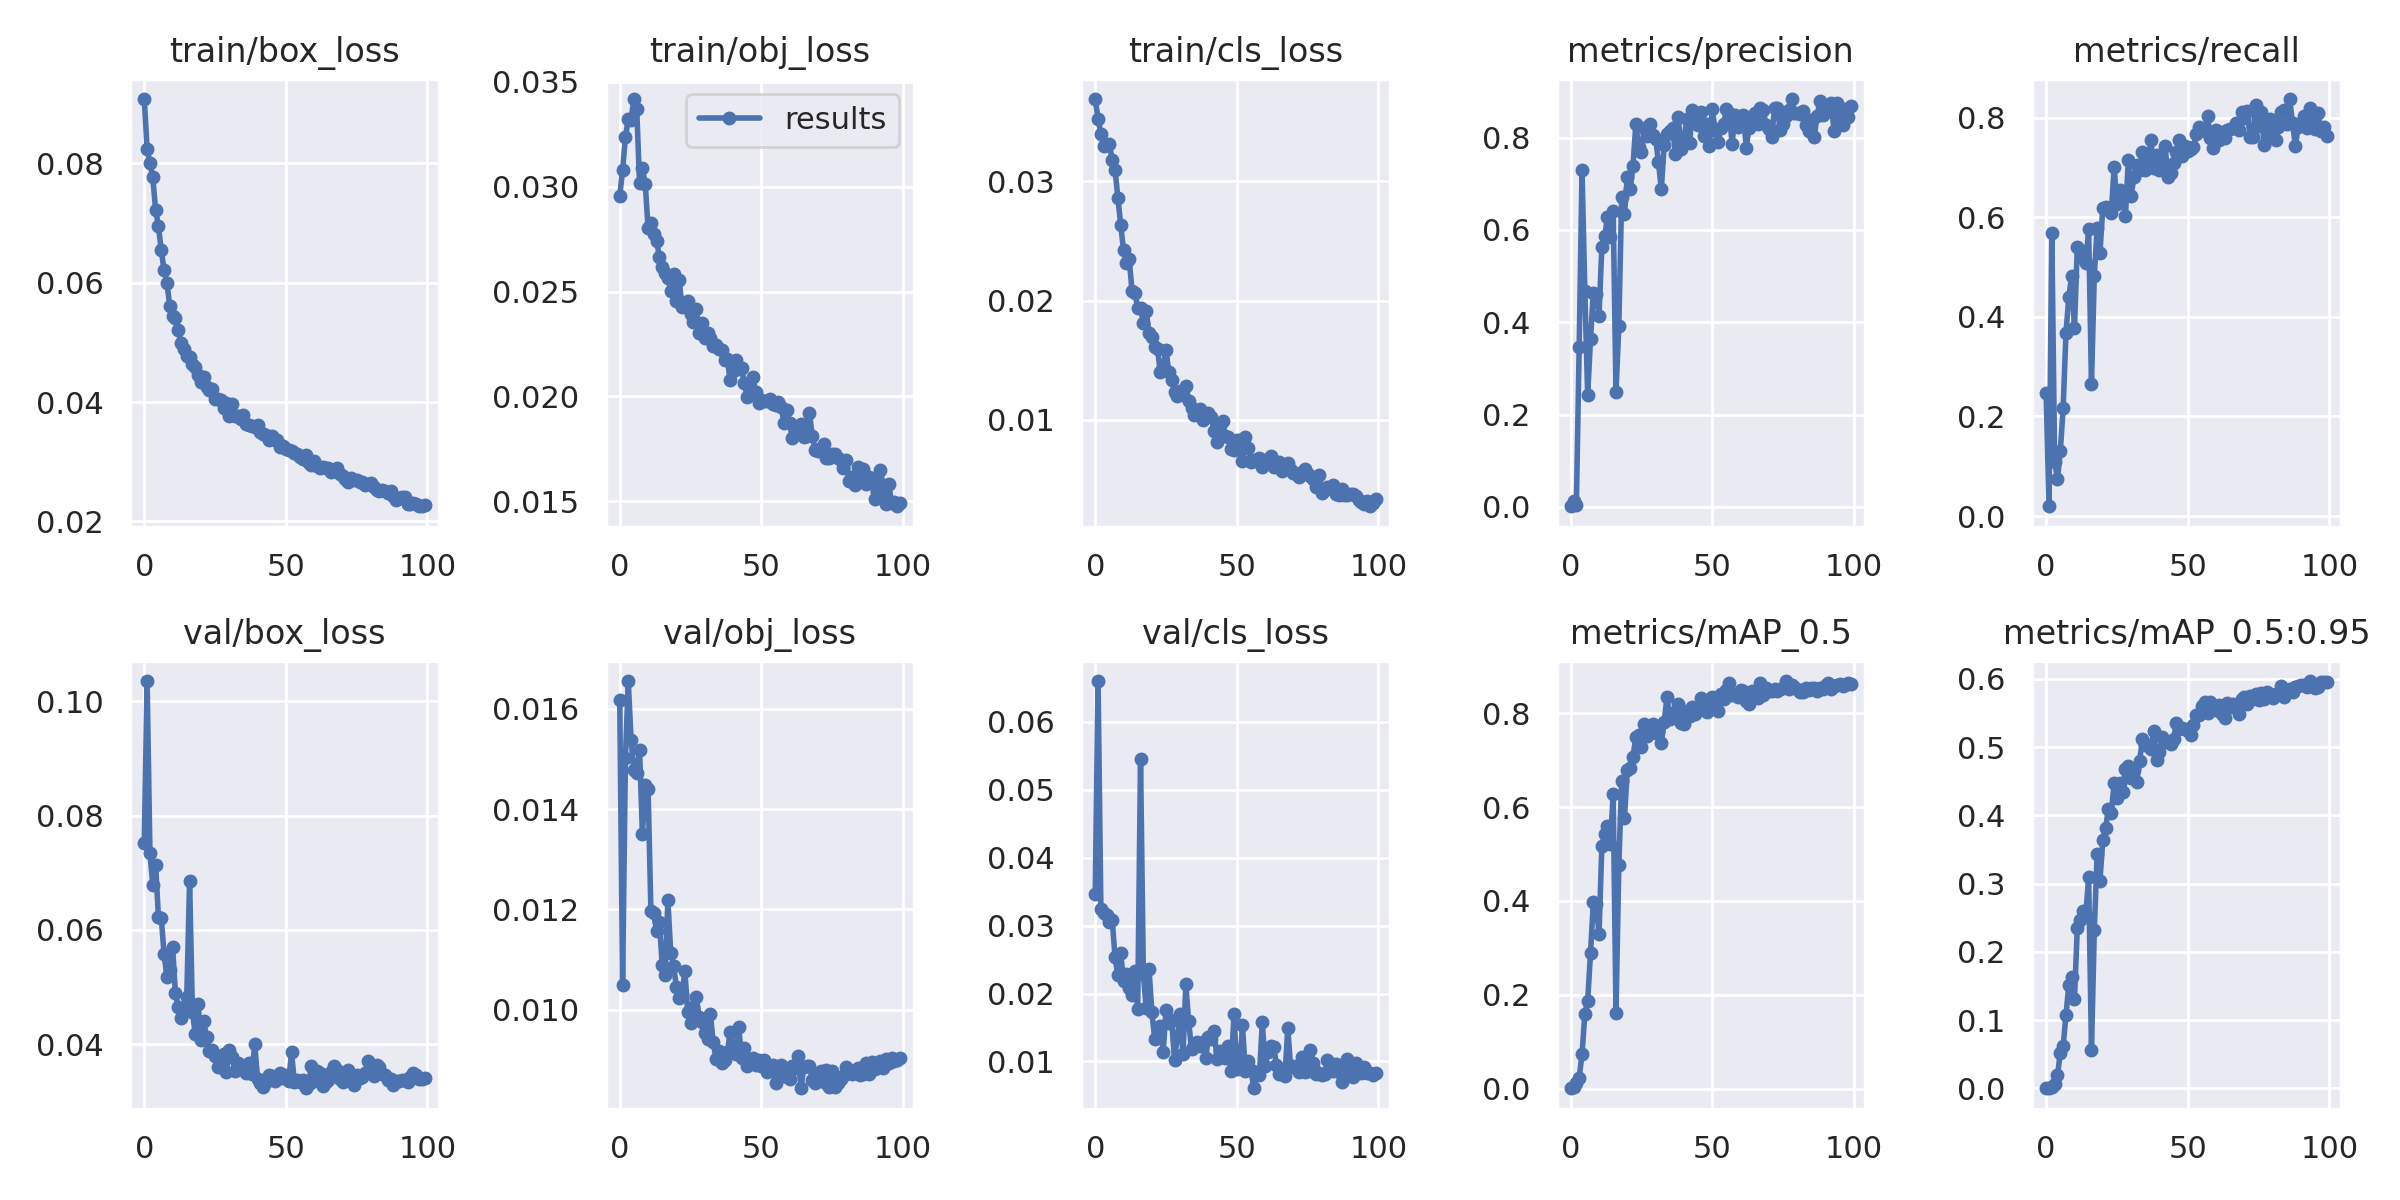 train/box_loss
0.08
0.06
0.04
0.02
0 50 100
train/obj_loss
results
0.035
0.030
0.025
0.020
0.015
0 50 100
train/cls_loss
0.03
0.02
0.01
0 50 100
metrics/precision
0.8
0.6
0.4
0.2
0.0
0 50 100
metrics/recall
0.8
0.6
0.4
0.2
0.0
0 50 100
val/box_loss
0.10
0.08
0.06
0.04
0 50 100
val/obj_loss
0.016
0.014
0.012
0.010
0 50 100
val/cls_loss
0.06
0.05
0.04
0.03
0.02
0.01
0 50 100
metrics/mAP_0.5
0.8
0.6
0.4
0.2
0.0
0 50 100
metrics/mAP_0.5:0.95
0.6
0.5
0.4
0.3
0.2
0.1
0.0
0 50 100